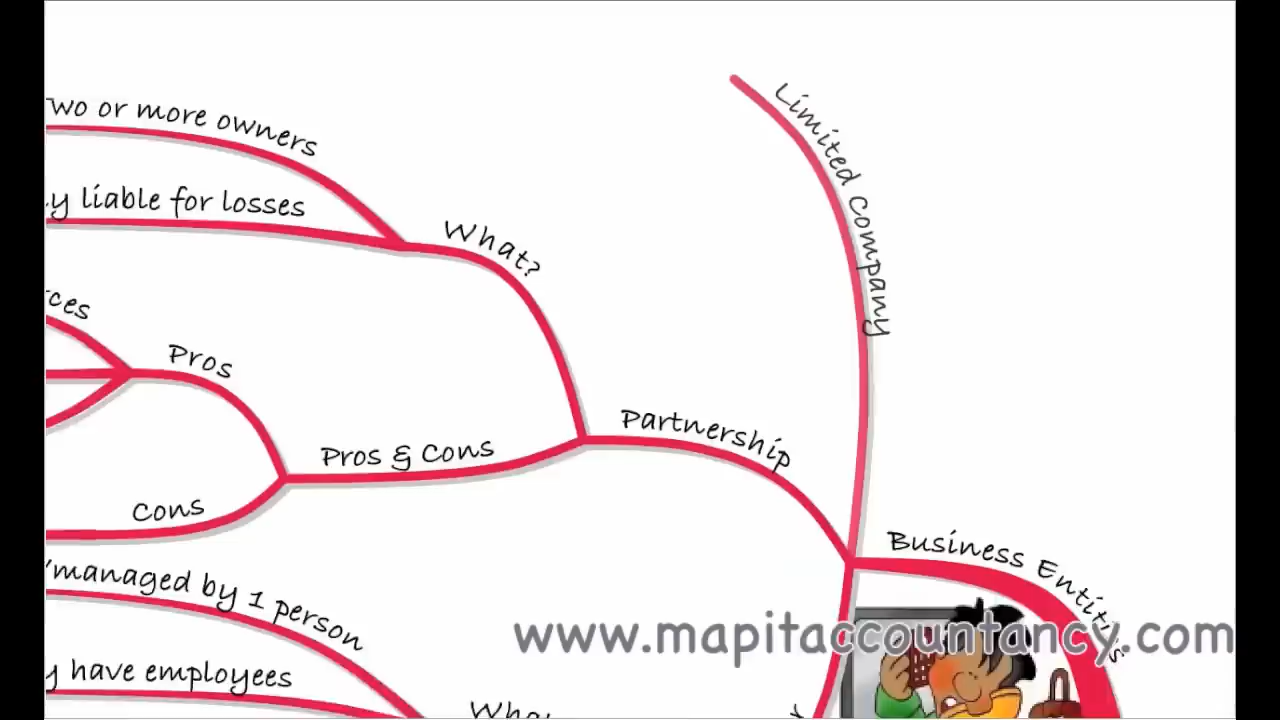 Two or more owners
liable for losses
What?
Pros
Pros & Cons
Cons
Partnership
Limited Company
Business Entity's
managed by 1 person
have employees
www.mapitaccountancy.com